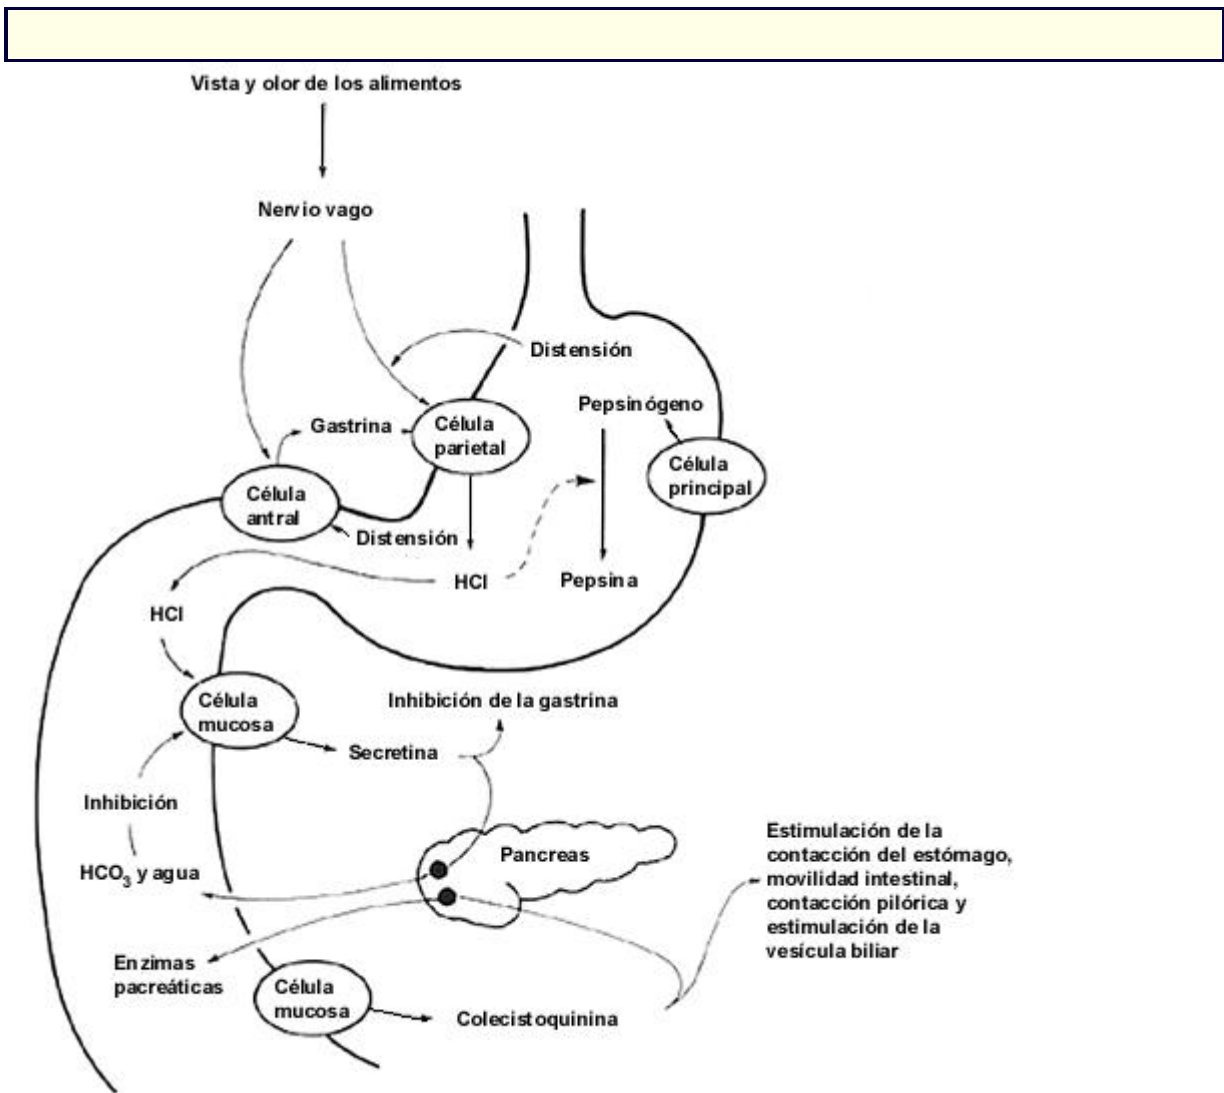 Vista y olor de los alimentos
Nervio vago
Distensión
Pepsinógeno
Gastrina
Célula
parietal
Célula
principal
Célula
antral
Distensión
HCl
Pepsina
HCl
Célula
mucosa
Inhibición de la gastrina
Secretina
Inhibición
HCO3 y agua
Pancreas
Estimulación de la
contacción del estómago,
movilidad intestinal,
contacción pilórica y
estimulación de la
vesícula biliar
Enzimas
pacreáticas
Célula
mucosa
Colecistoquinina